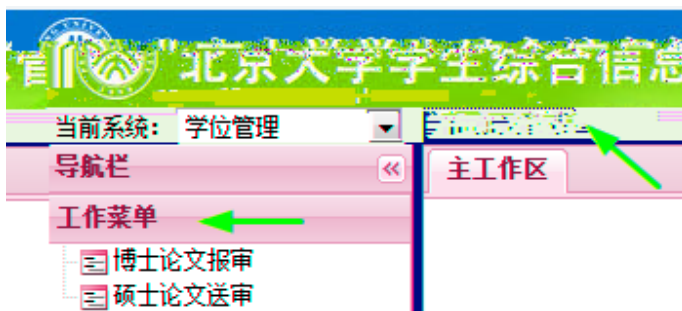 北京大学学生综合信息
当前系统： 学位管理
导航栏
主工作区
工作菜单
博士论文报审
硕士论文送审